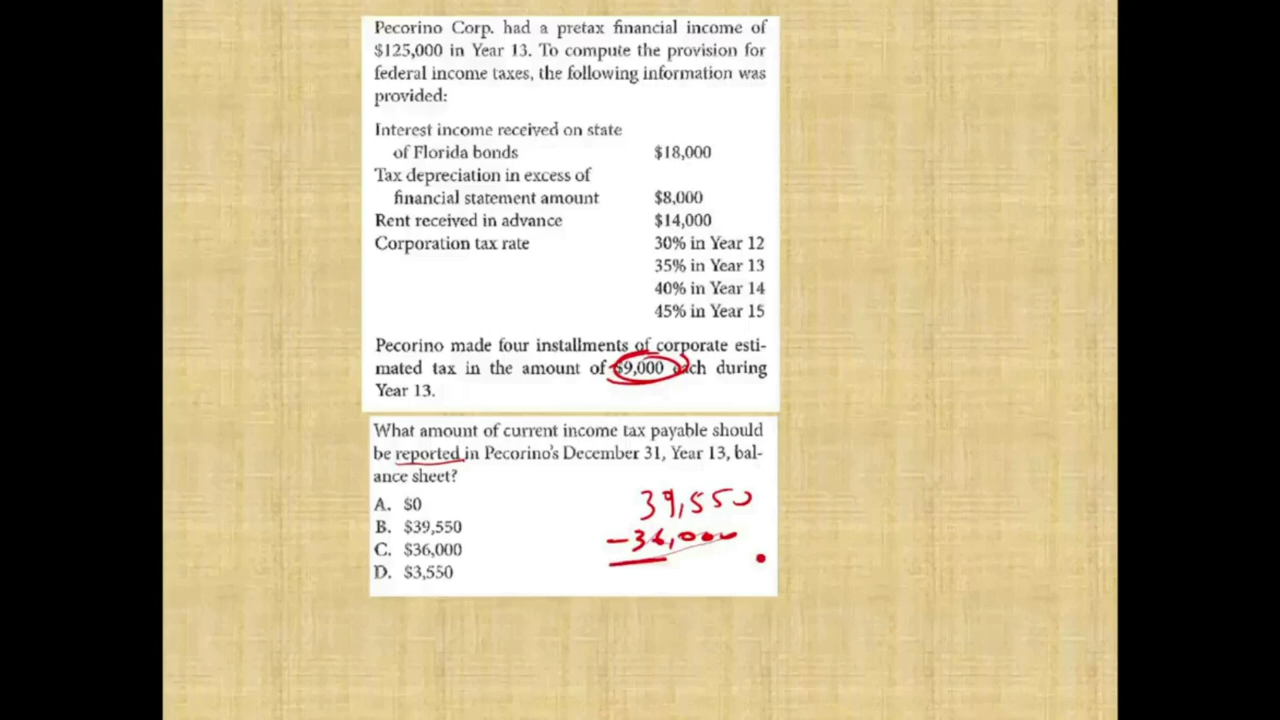 Pecorino Corp. had a pretax financial income of
$125,000 in Year 13. To compute the provision for
federal income taxes, the following information was
provided:
Interest income received on state
of Florida bonds $18,000
Tax depreciation in excess of
financial statement amount $8,000
Rent received in advance $14,000
Corporation tax rate 30% in Year 12
35% in Year 13
40% in Year 14
45% in Year 15
Pecorino made four installments of corporate esti-
mated tax in the amount of $9,000 each during
Year 13.
What amount of current income tax payable should
be reported in Pecorino's December 31, Year 13, bal-
ance sheet?
A. $0
B. $39,550
C. $36,000
D. $3,550
39,550
-36,000